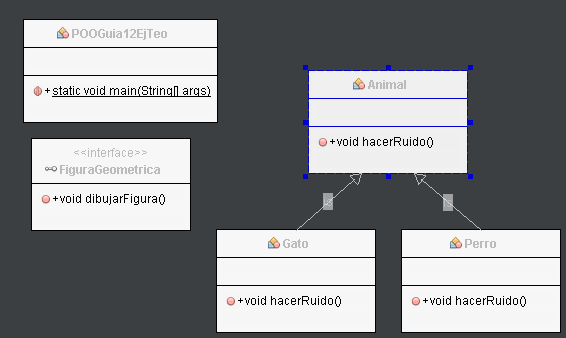 POOGuia12EjTeo
+static void main(String[] args)
<<interface>>
FiguraGeometrica
+void dibujarFigura()
Animal
+void hacerRuido()
Gato
+void hacerRuido()
Perro
+void hacerRuido()